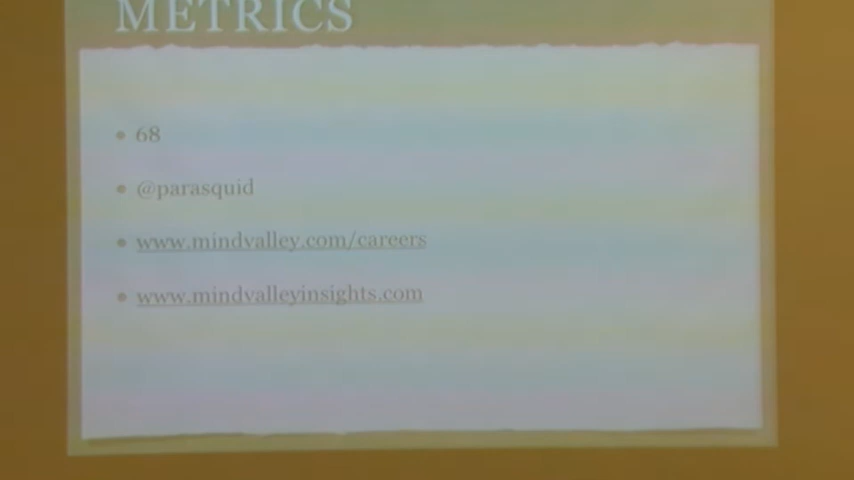 METRICS
• 68
• @parasquid
• www.mindvalley.com/careers
• www.mindvalleyinsights.com